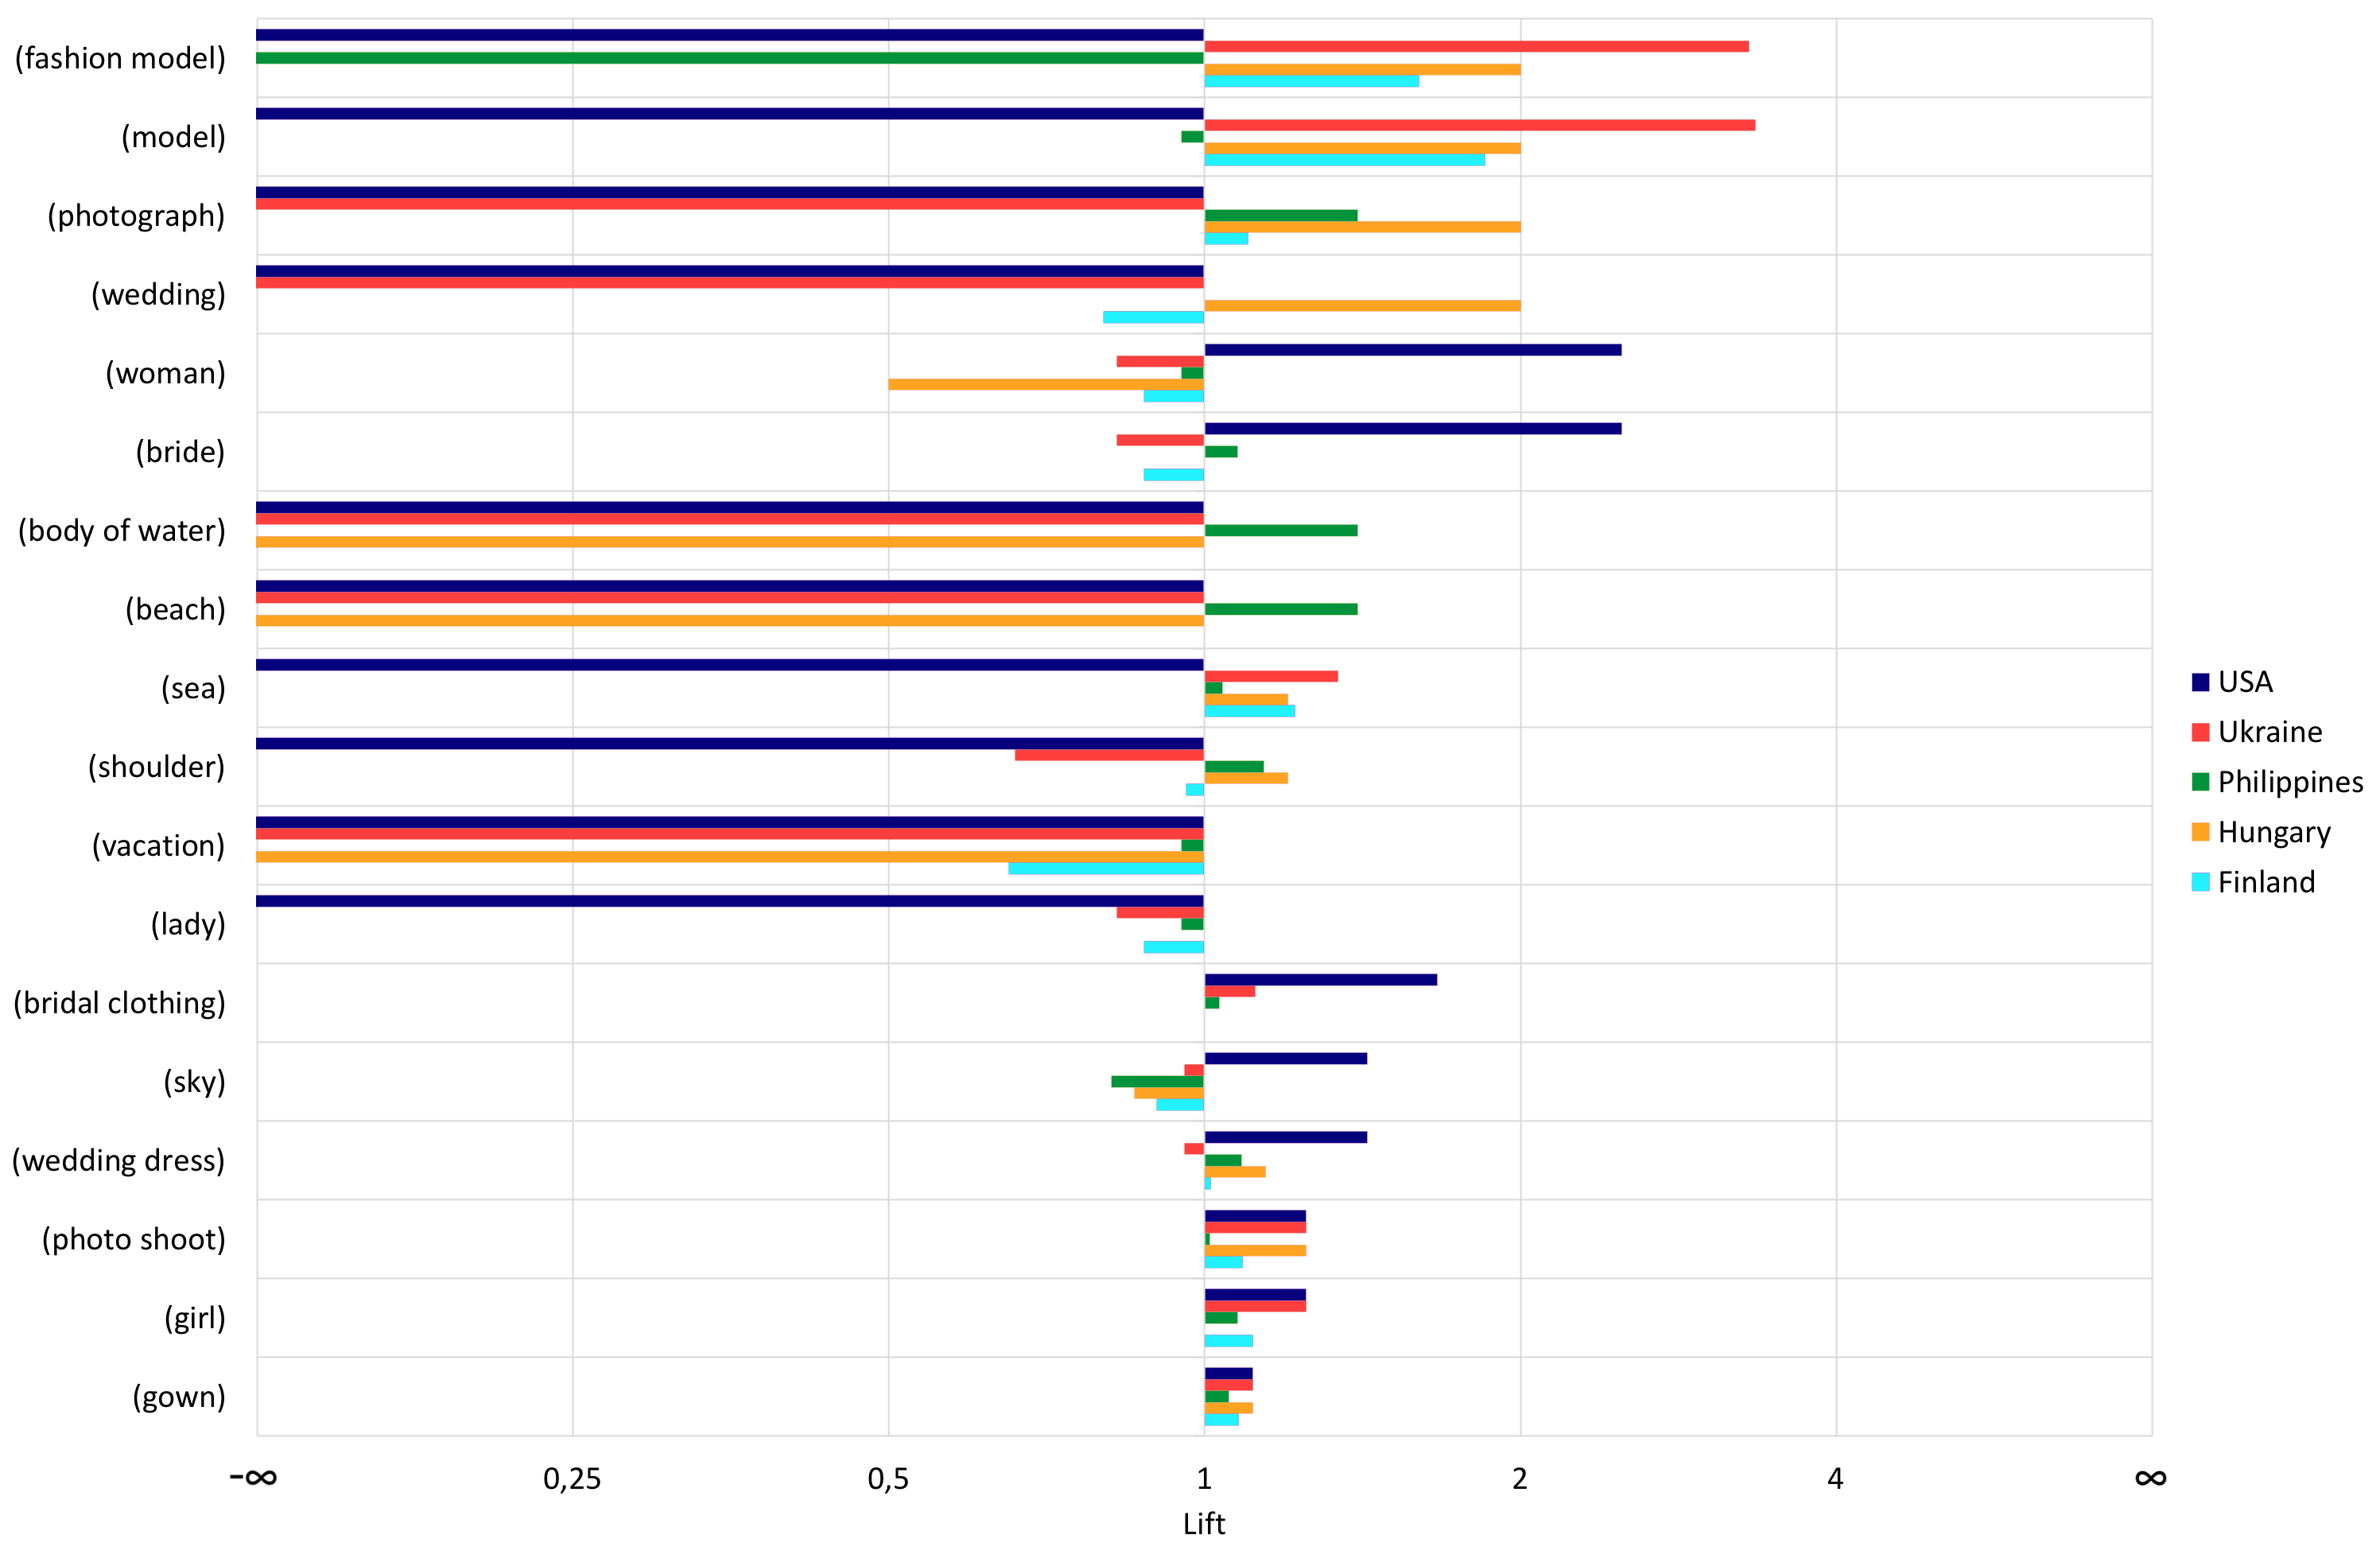 (fashion model)
(model)
(photograph)
(wedding)
(woman)
(bride)
(body of water)
(beach)
(sea)
(shoulder)
(vacation)
(lady)
(bridal clothing)
(sky)
(wedding dress)
(photo shoot)
(girl)
(gown)
-∞ 0,25 0,5 1 2 4 ∞
Lift
USA
Ukraine
Philippines
Hungary
Finland